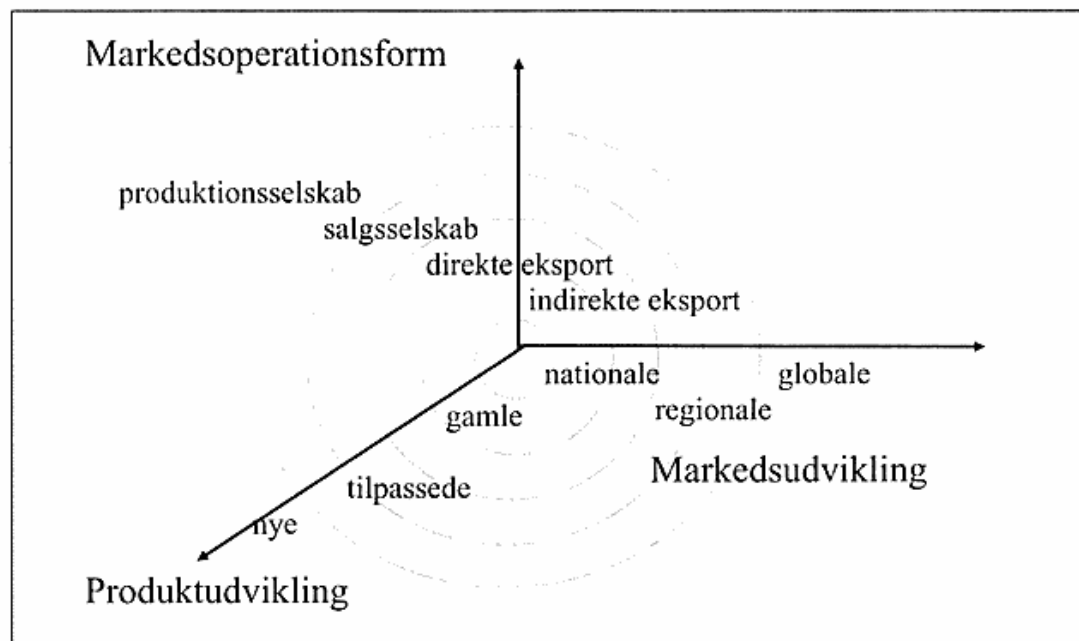 Markedsoperationsform
produktionsselskab
salgsselskab
direkte eksport
indirekte eksport
nationale
globale
gamle
regionale
Markedsudvikling
tilpassede
nye
Produktudvikling